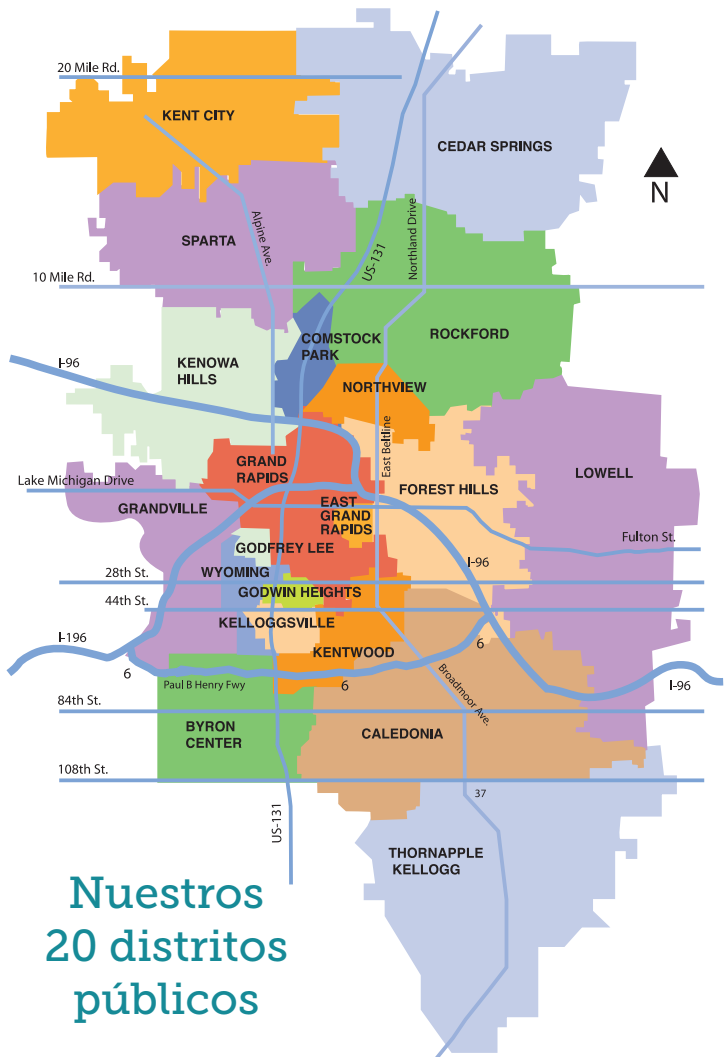 20 Mile Rd.
KENT CITY
CEDAR SPRINGS
N
Alpine Ave.
SPARTA
US-131
Northland Drive
10 Mile Rd.
COMSTOCK
PARK
ROCKFORD
I-96
KENOWA
HILLS
NORTHVIEW
East Beltline
GRAND
RAPIDS
LOWELL
Lake Michigan Drive
FOREST HILLS
GRANDVILLE
EAST
GRAND
RAPIDS
Fulton St.
GODFREY LEE
I-96
28th St.
WYOMING
GODWIN HEIGHTS
44th St.
KELLOGGSVILLE
I-196
KENTWOOD
6
6
Paul B Henry Fwy
6
Broadmoor Ave.
I-96
84th St.
BYRON
CENTER
CALEDONIA
108th St.
37
US-131
THORNAPPLE
KELLOGG
Nuestros
20 distritos
públicos